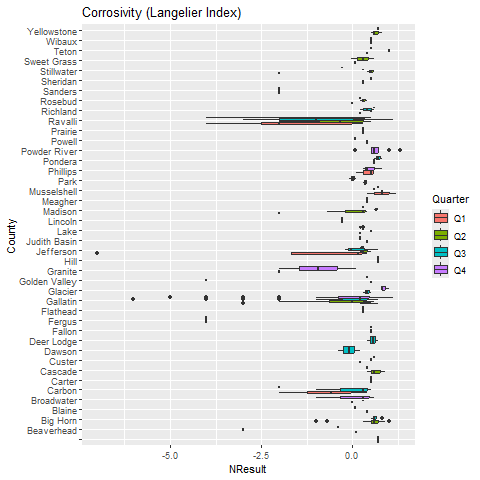 Corrosivity (Langelier Index)
Yellowstone
Wibaux
Teton
Sweet Grass
Stillwater
Sheridan
Sanders
Rosebud
Richland
Ravalli
Prairie
Powell
Powder River
Pondera
Phillips
Park
Musselshell
Meagher
Madison
Lincoln
Lake
Judith Basin
Jefferson
Hill
Granite
Golden Valley
Glacier
Gallatin
Flathead
Fergus
Fallon
Deer Lodge
Dawson
Custer
Cascade
Carter
Carbon
Broadwater
Blaine
Big Horn
Beaverhead
County
-5.0 -2.5 0.0
NResult
Quarter
Q1
Q2
Q3
Q4